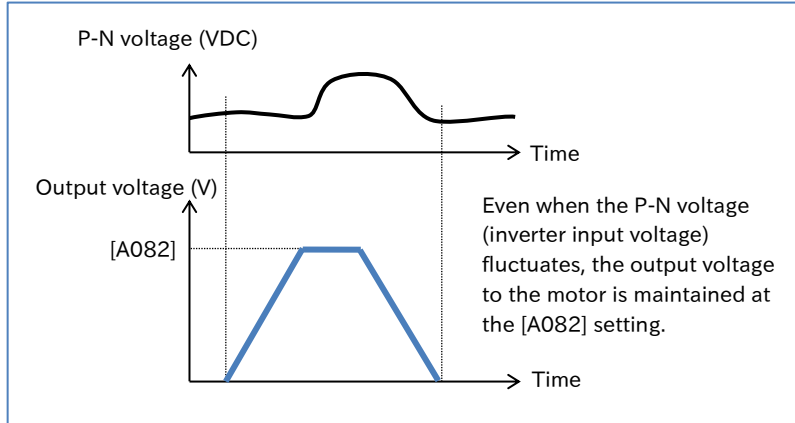 P-N voltage (VDC)
Time
Output voltage (V)
[A082]
Even when the P-N voltage
(inverter input voltage)
fluctuates, the output voltage
to the motor is maintained at
the [A082] setting.
Time